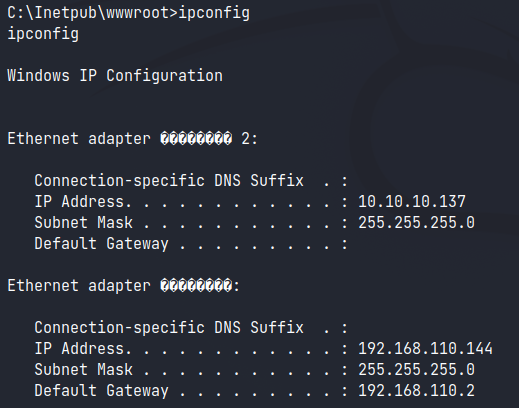 C:\Inetpub\wwwroot>ipconfig
ipconfig
Windows IP Configuration
Ethernet adapter �������� 2:
Connection-specific DNS Suffix . :
IP Address. . . . . . . . . . . . : 10.10.10.137
Subnet Mask . . . . . . . . . . . : 255.255.255.0
Default Gateway . . . . . . . . . :
Ethernet adapter ��������:
Connection-specific DNS Suffix . :
IP Address. . . . . . . . . . . . : 192.168.110.144
Subnet Mask . . . . . . . . . . . : 255.255.255.0
Default Gateway . . . . . . . . . : 192.168.110.2